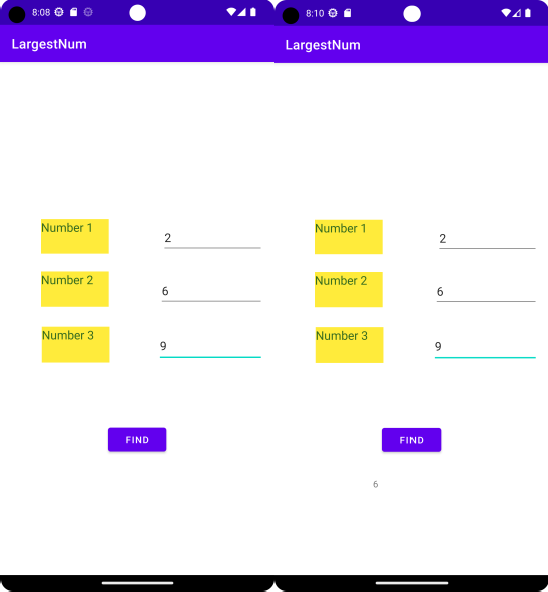 8:08
LargestNum
Number 1
2
Number 2
6
Number 3
9
FIND
8:10
LargestNum
Number 1
2
Number 2
6
Number 3
9
FIND
6